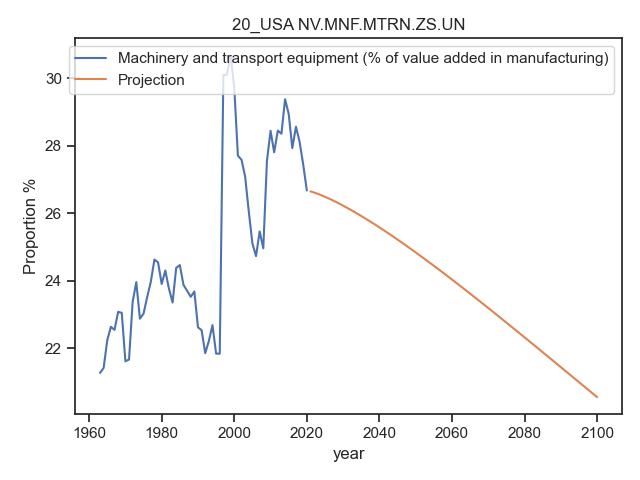 20_USA NV.MNF.MTRN.ZS.UN
Machinery and transport equipment (% of value added in manufacturing)
Projection
Proportion %
30
28
26
24
22
1960 1980 2000 2020 2040 2060 2080 2100
year